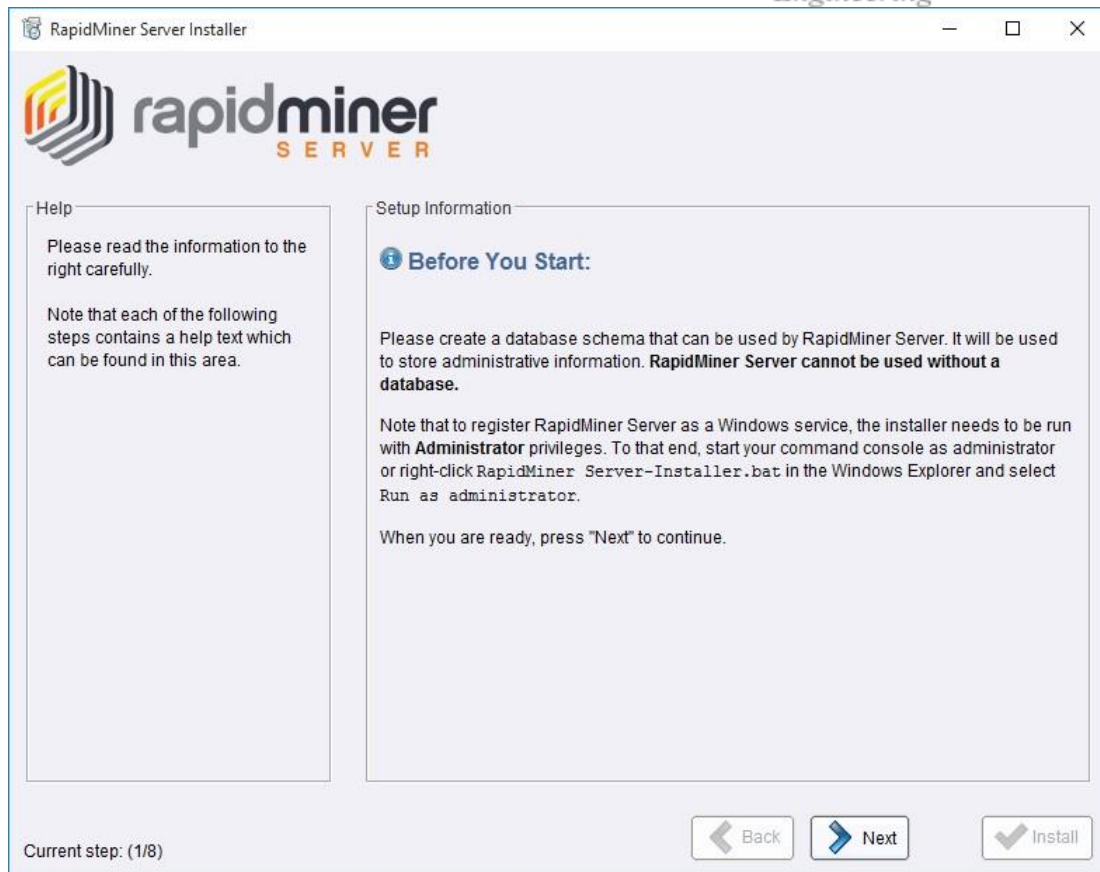 Engineering
RapidMiner Server Installer
rapidminer
SERVER
Help
Please read the information to the
right carefully.
Note that each of the following
steps contains a help text which
can be found in this area.
Setup Information
Before You Start:
Please create a database schema that can be used by RapidMiner Server. It will be used
to store administrative information. RapidMiner Server cannot be used without a
database.
Note that to register RapidMiner Server as a Windows service, the installer needs to be run
with Administrator privileges. To that end, start your command console as administrator
or right-click RapidMiner Server-Installer.bat in the Windows Explorer and select
Run as administrator.
When you are ready, press "Next" to continue.
Current step: (1/8)
Back
Next
Install